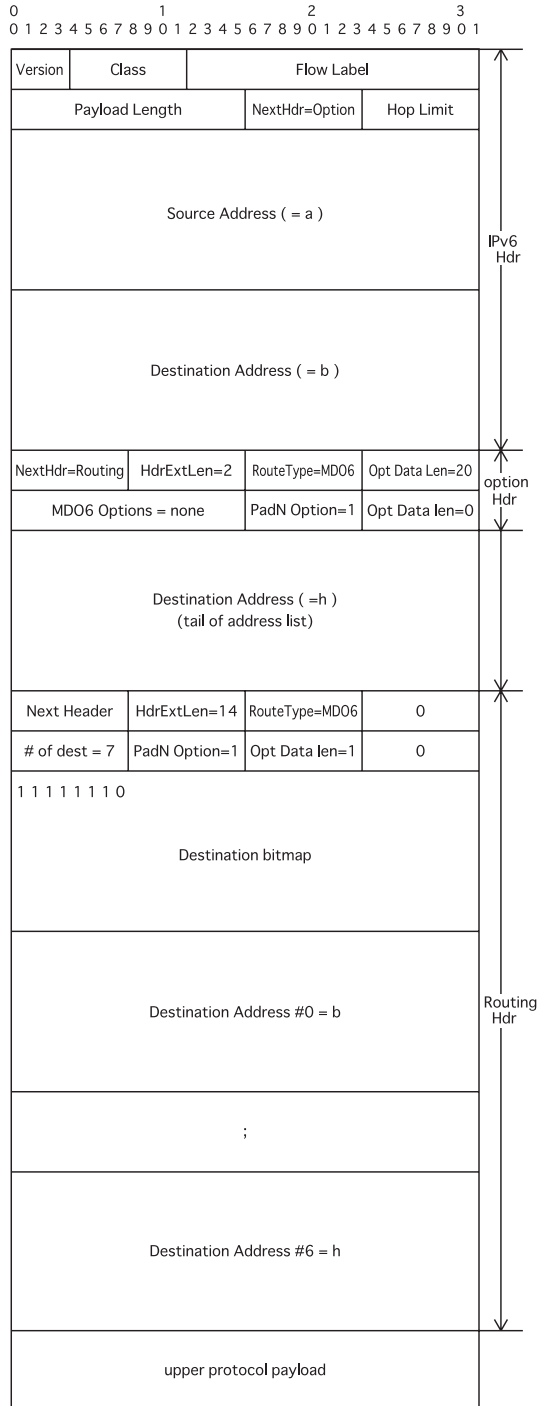 0 1 2 3
0 1 2 3 4 5 6 7 8 9 0 1 2 3 4 5 6 7 8 9 0 1 2 3 4 5 6 7 8 9 0 1
Version Class Flow Label
Payload Length NextHdr=Option Hop Limit
Source Address ( = a )
IPv6
Hdr
Destination Address ( = b )
NextHdr=Routing HdrExtLen=2 RouteType=MDO6 Opt Data Len=20
option
Hdr
MDO6 Options = none PadN Option=1 Opt Data len=0
Destination Address ( =h )
(tail of address list)
Next Header HdrExtLen=14 RouteType=MDO6 0
# of dest = 7 PadN Option=1 Opt Data len=1 0
1 1 1 1 1 1 1 0
Destination bitmap
Destination Address #0 = b
Routing
Hdr
;
Destination Address #6 = h
upper protocol payload